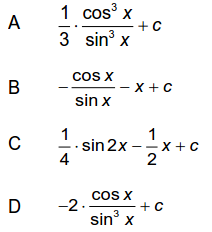 A 1/3 · cos³ x / sin³ x + c
B − cos x / sin x − x + c
C 1/4 · sin 2x − 1/2 x + c
D −2 · cos x / sin³ x + c